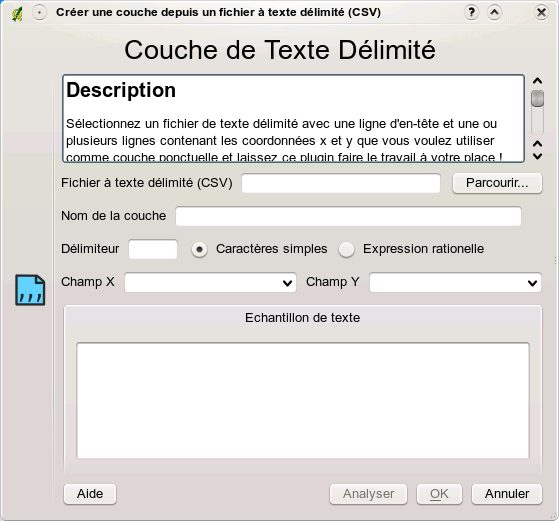 Créer une couche depuis un fichier à texte délimité (CSV)
Couche de Texte Délimité
Description
Sélectionnez un fichier de texte délimité avec une ligne d'en-tête et une ou
plusieurs lignes contenant les coordonnées x et y que vous voulez utiliser
comme couche ponctuelle et laissez ce plugin faire le travail à votre place !
Fichier à texte délimité (CSV) Parcourir...
Nom de la couche
Délimiteur Caractères simples Expression rationelle
Champ X Champ Y
Echantillon de texte
Aide Analyser OK Annuler